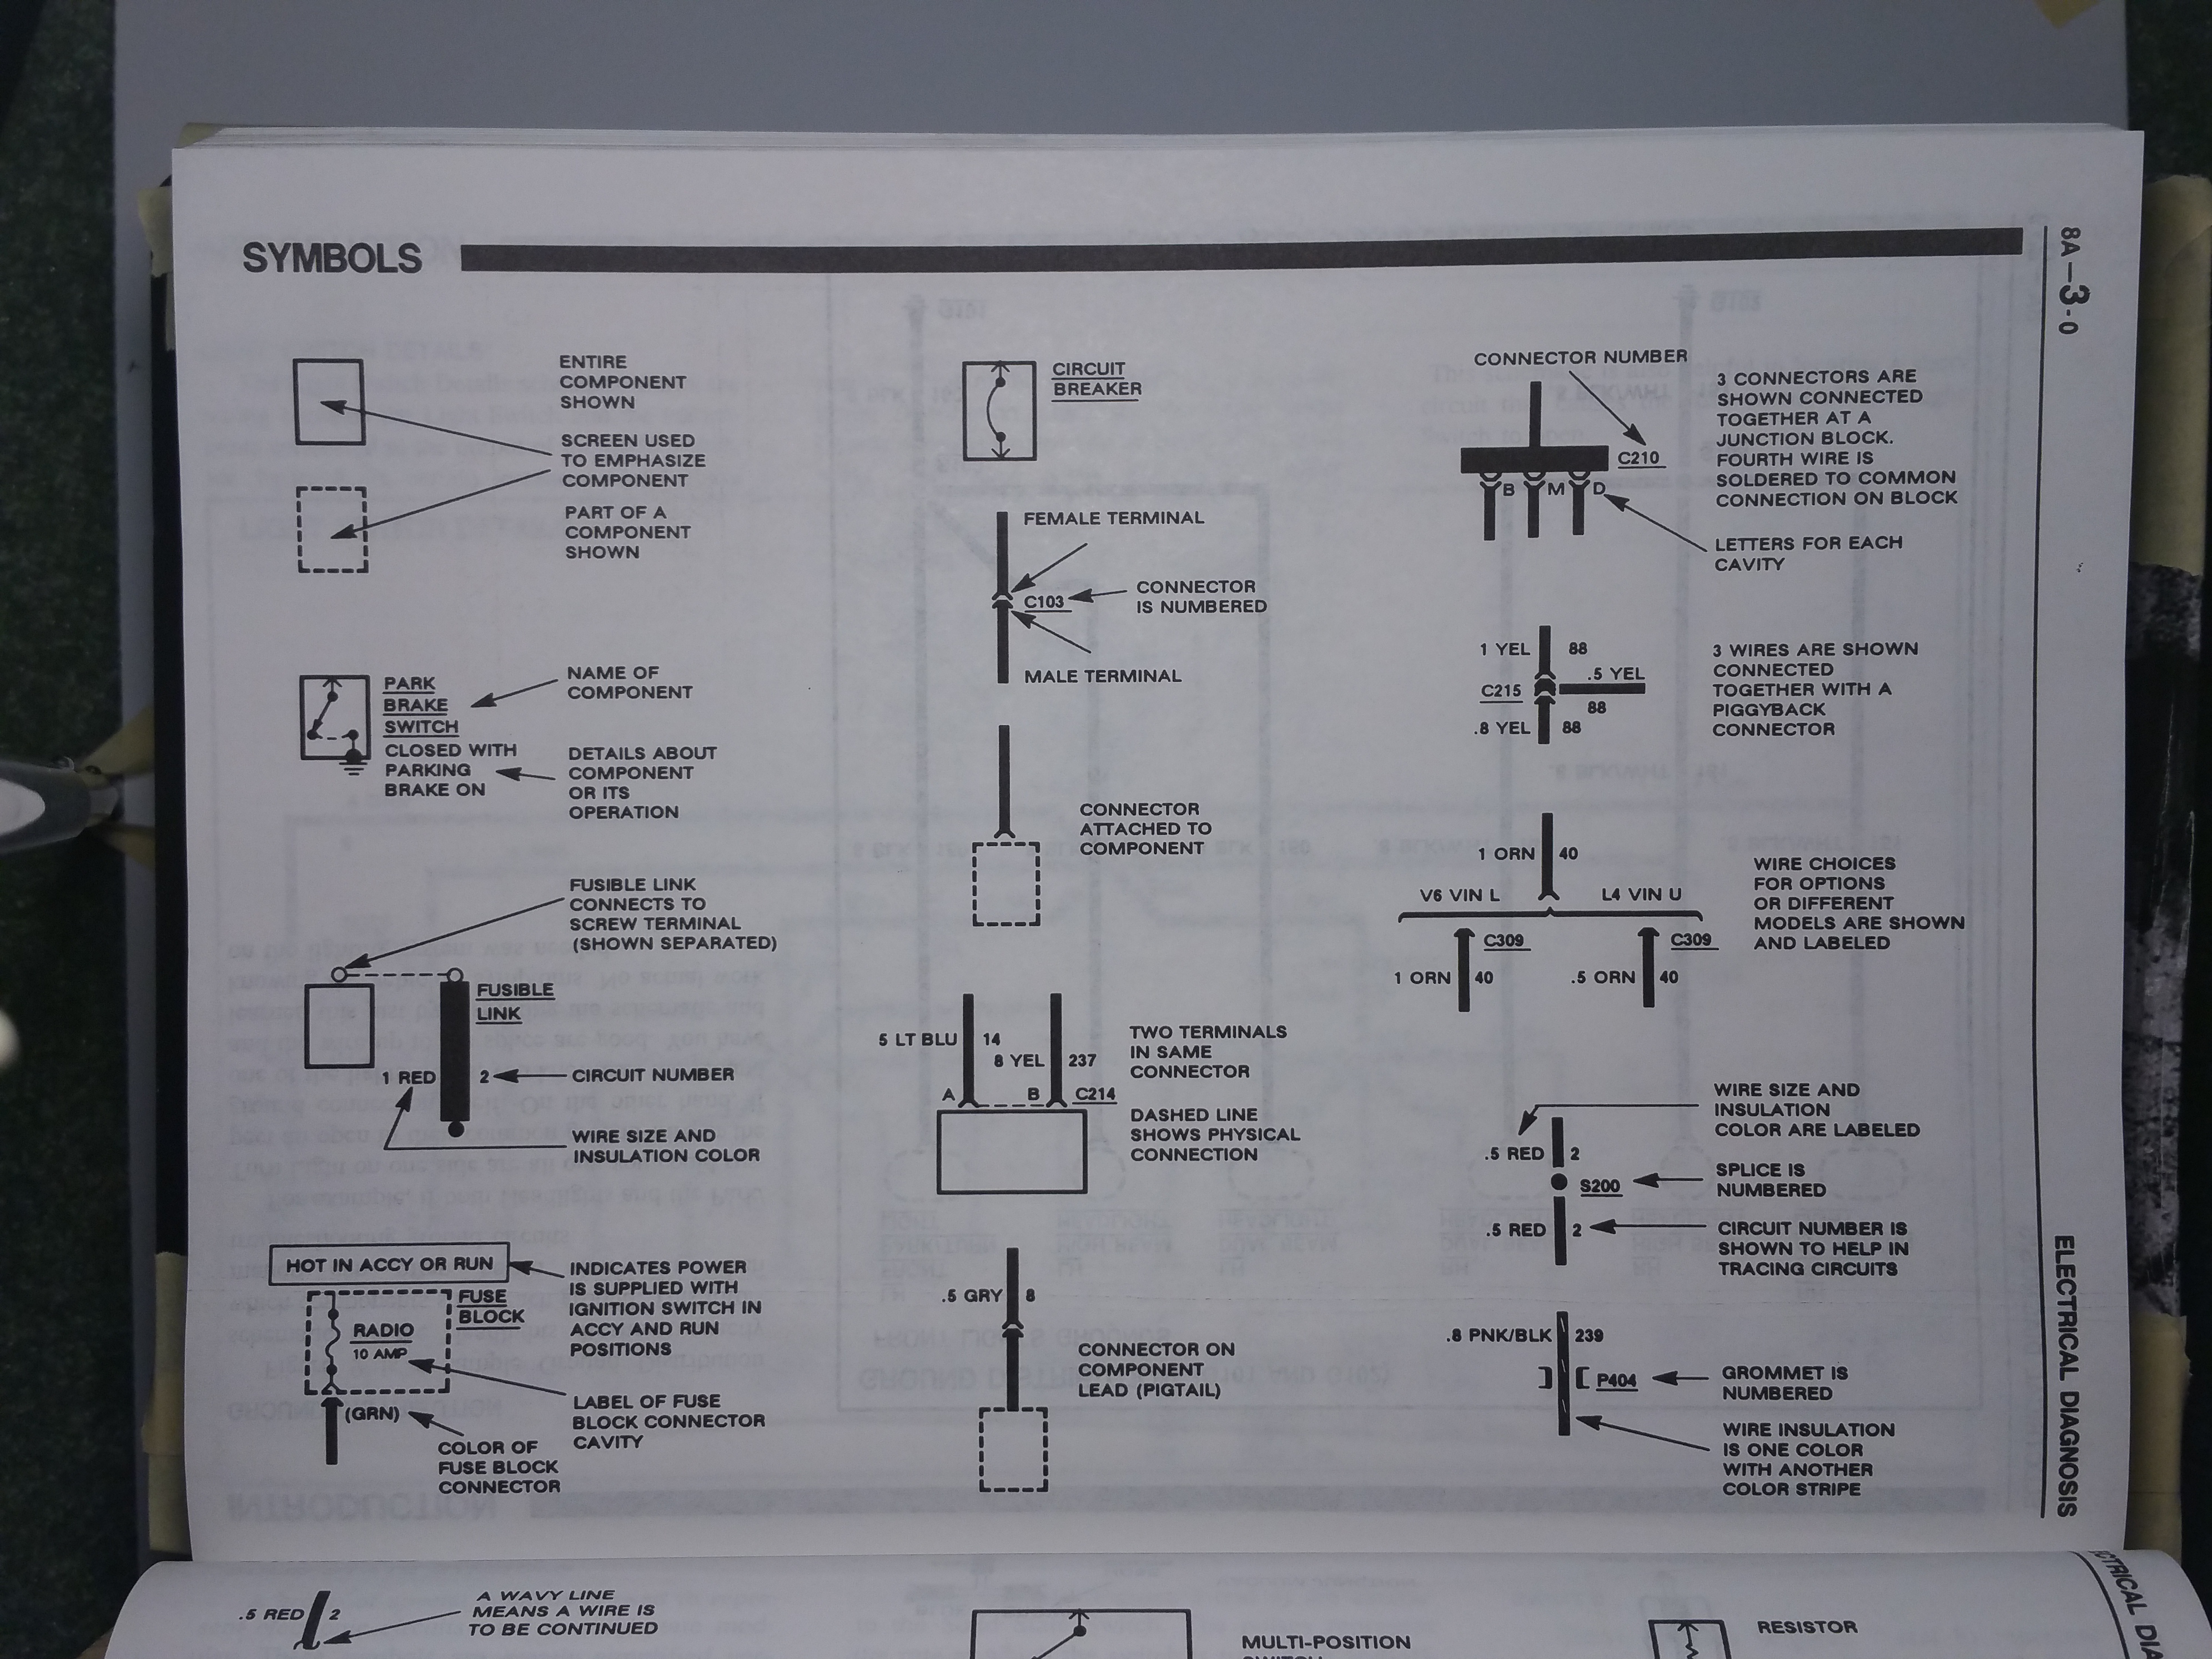 SYMBOLS
8A—3-0
ELECTRICAL DIAGNOSIS
ENTIRE
COMPONENT
SHOWN
SCREEN USED
TO EMPHASIZE
COMPONENT
PART OF A
COMPONENT
SHOWN
PARK
BRAKE
SWITCH
CLOSED WITH
PARKING
BRAKE ON
NAME OF
COMPONENT
DETAILS ABOUT
COMPONENT
OR ITS
OPERATION
FUSIBLE LINK
CONNECTS TO
SCREW TERMINAL
(SHOWN SEPARATED)
FUSIBLE
LINK
1 RED
2
CIRCUIT NUMBER
WIRE SIZE AND
INSULATION COLOR
HOT IN ACCY OR RUN
INDICATES POWER
IS SUPPLIED WITH
IGNITION SWITCH IN
ACCY AND RUN
POSITIONS
FUSE
BLOCK
RADIO
10 AMP
LABEL OF FUSE
BLOCK CONNECTOR
CAVITY
(GRN)
COLOR OF
FUSE BLOCK
CONNECTOR
CIRCUIT
BREAKER
FEMALE TERMINAL
C103
CONNECTOR
IS NUMBERED
MALE TERMINAL
CONNECTOR
ATTACHED TO
COMPONENT
5 LT BLU
14
8 YEL
237
A
B
C214
TWO TERMINALS
IN SAME
CONNECTOR
DASHED LINE
SHOWS PHYSICAL
CONNECTION
.5 GRY
8
CONNECTOR ON
COMPONENT
LEAD (PIGTAIL)
CONNECTOR NUMBER
C210
B
M
D
3 CONNECTORS ARE
SHOWN CONNECTED
TOGETHER AT A
JUNCTION BLOCK.
FOURTH WIRE IS
SOLDERED TO COMMON
CONNECTION ON BLOCK
LETTERS FOR EACH
CAVITY
1 YEL
88
.5 YEL
C215
88
.8 YEL
88
3 WIRES ARE SHOWN
CONNECTED
TOGETHER WITH A
PIGGYBACK
CONNECTOR
1 ORN
40
V6 VIN L
L4 VIN U
C309
C309
1 ORN
40
.5 ORN
40
WIRE CHOICES
FOR OPTIONS
OR DIFFERENT
MODELS ARE SHOWN
AND LABELED
WIRE SIZE AND
INSULATION
COLOR ARE LABELED
.5 RED
2
S200
SPLICE IS
NUMBERED
.5 RED
2
CIRCUIT NUMBER IS
SHOWN TO HELP IN
TRACING CIRCUITS
.8 PNK/BLK
239
P404
GROMMET IS
NUMBERED
WIRE INSULATION
IS ONE COLOR
WITH ANOTHER
COLOR STRIPE
.5 RED
2
A WAVY LINE
MEANS A WIRE IS
TO BE CONTINUED
MULTI-POSITION
RESISTOR